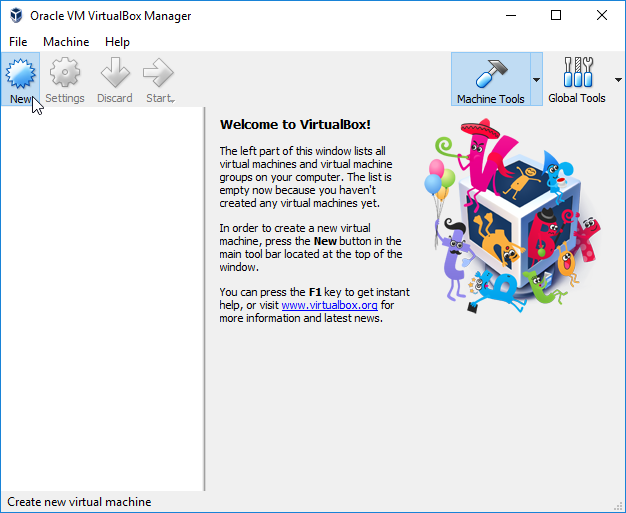 Oracle VM VirtualBox Manager
File Machine Help
New Settings Discard Start Machine Tools Global Tools
Welcome to VirtualBox!
The left part of this window lists all
virtual machines and virtual machine
groups on your computer. The list is
empty now because you haven't
created any virtual machines yet.
In order to create a new virtual
machine, press the New button in the
main tool bar located at the top of the
window.
You can press the F1 key to get instant
help, or visit www.virtualbox.org for
more information and latest news.
Create new virtual machine